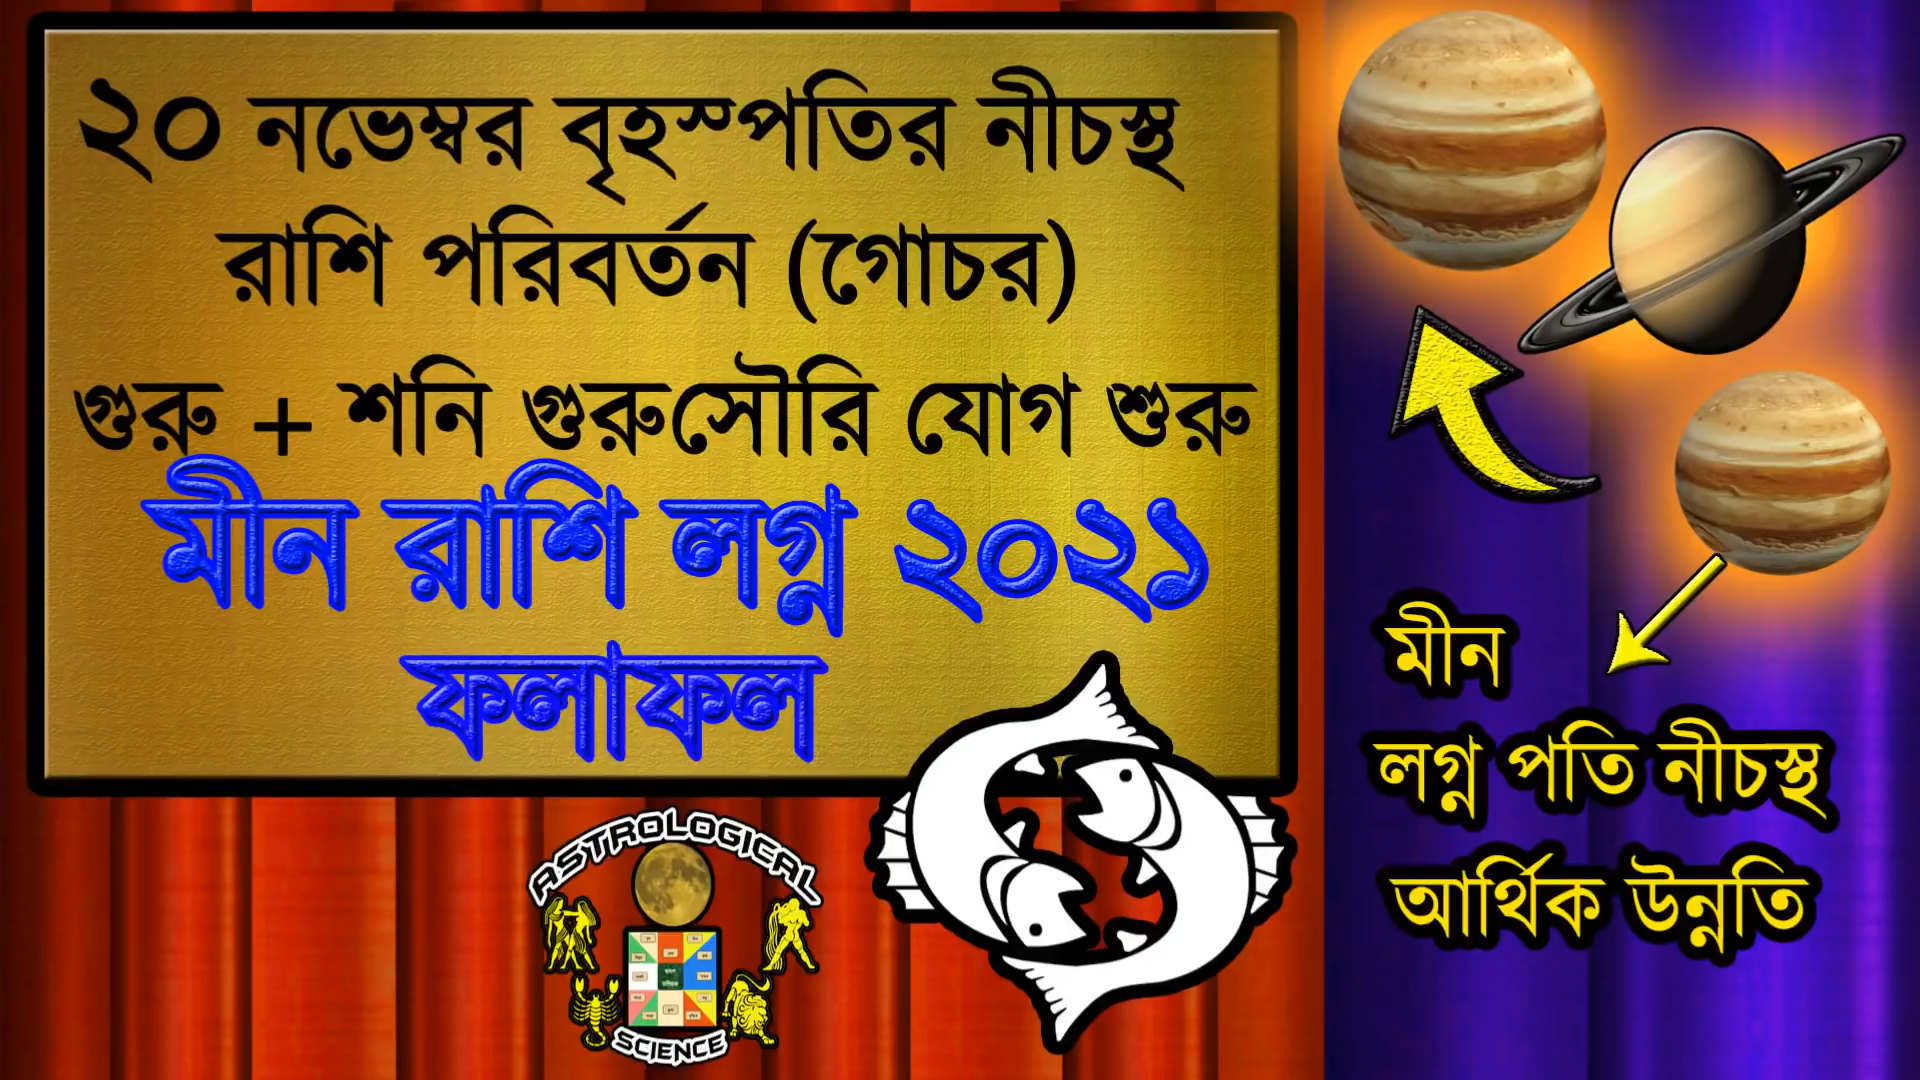 ২০ নভেম্বর বৃহস্পতির নীচস্থ
রাশি পরিবর্তন (গোচর)
গুরু + শনি গুরুসৌরি যোগ শুরু
মীন রাশি লগ্ন ২০২১
ফলাফল
মীন
লগ্ন পতি নীচস্থ
আর্থিক উন্নতি
ASTROLOGICAL
SCIENCE